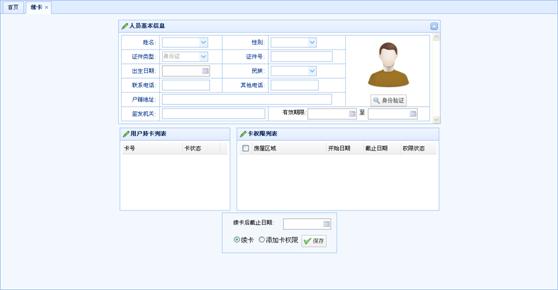 首页 续卡
人员基本信息
姓名: 性别:
证件类型: 身份证 证件号:
出生日期: 民族:
联系电话: 其他电话:
户籍地址:
签发机关: 有效期限: 至
身份验证
用户持卡列表
卡号 卡状态
卡权限列表
房屋区域 开始日期 截止日期 权限状态
续卡后截止日期:
续卡 添加卡权限 保存